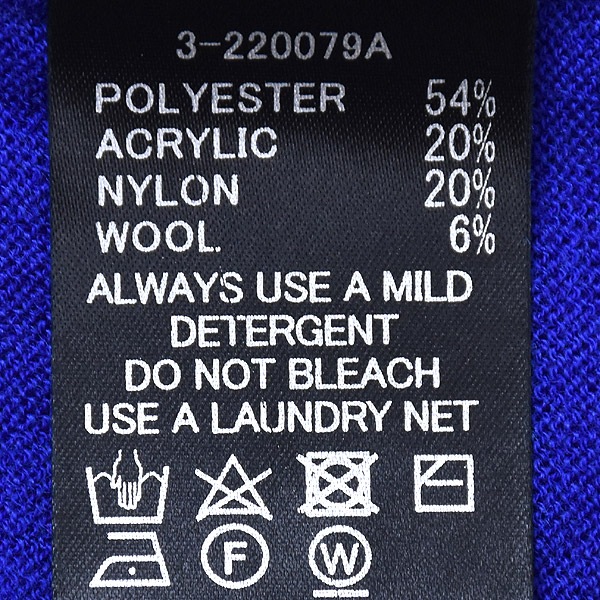 3-220079A
POLYESTER 54%
ACRYLIC 20%
NYLON 20%
WOOL 6%
ALWAYS USE A MILD
DETERGENT
DO NOT BLEACH
USE A LAUNDRY NET
F W